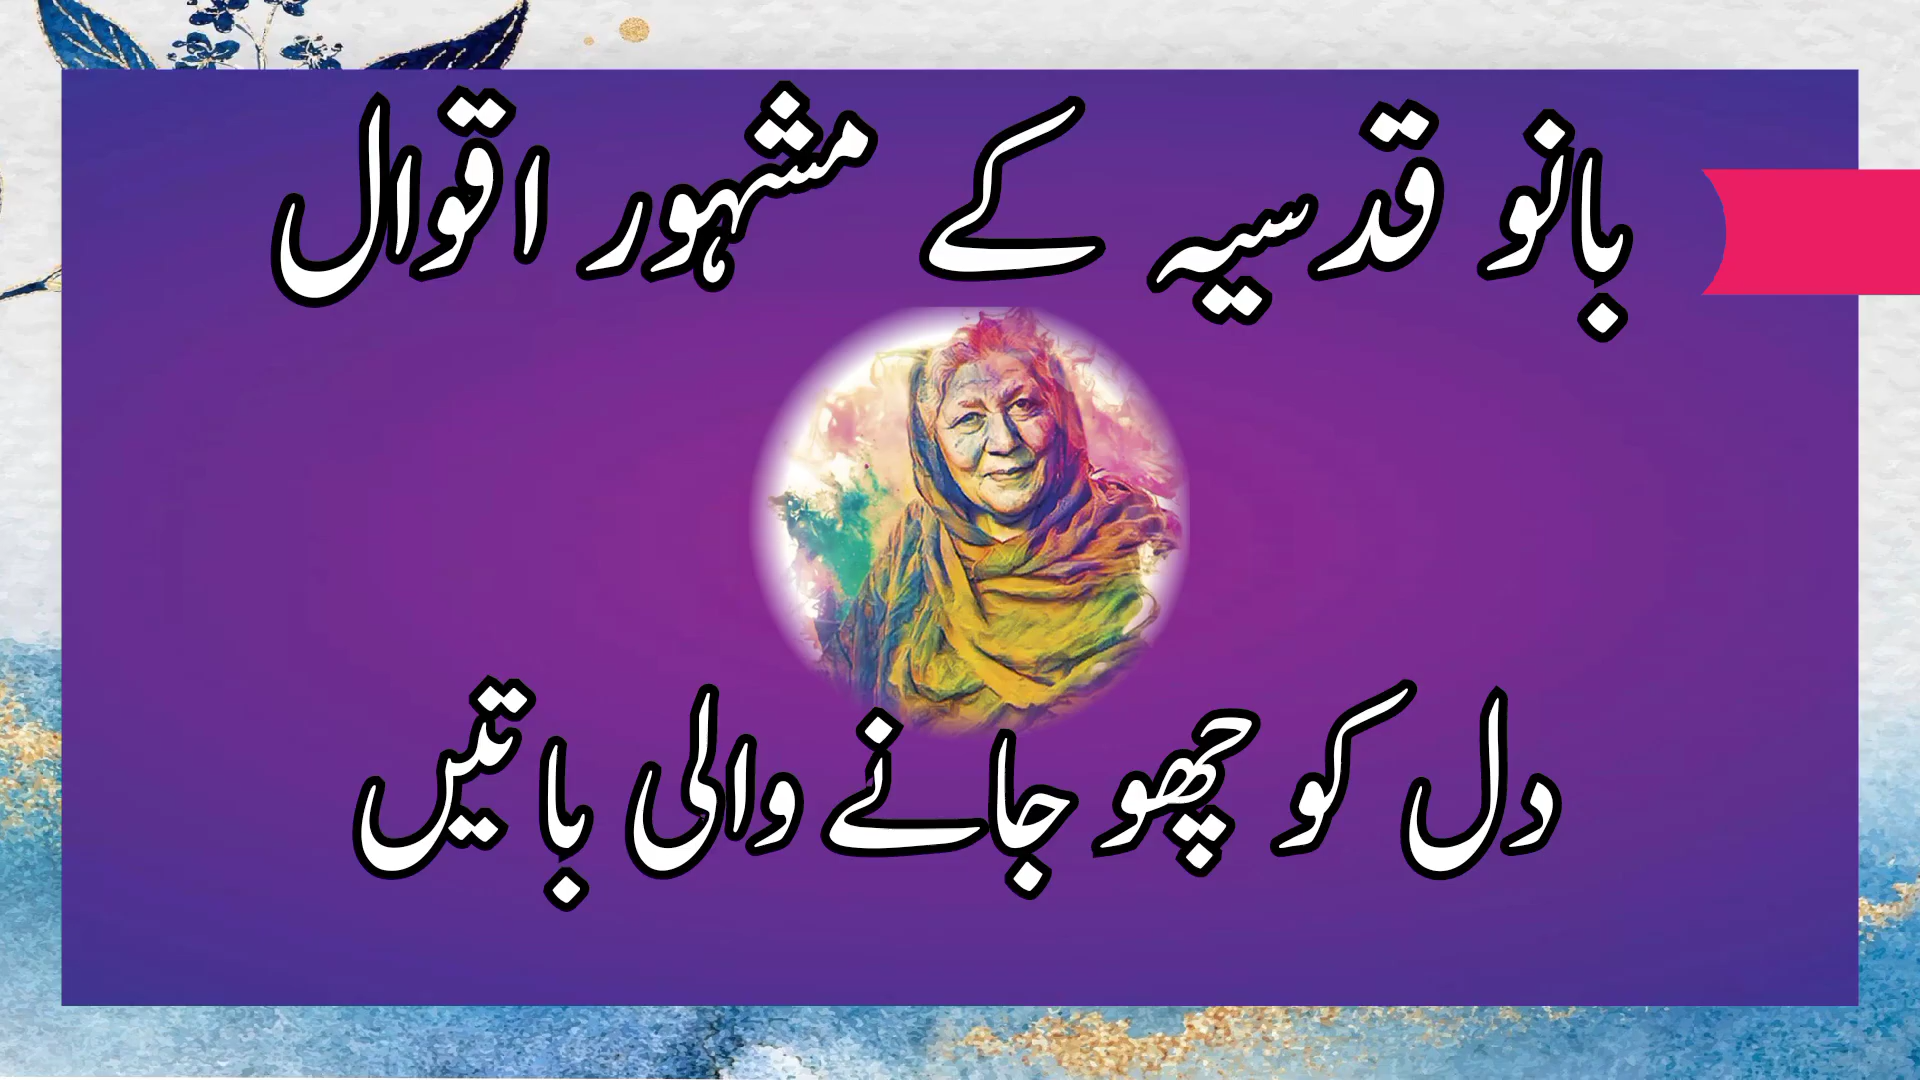 بانو قدسیہ کے مشہور اقوال
دل کو چھو جانے والی باتیں